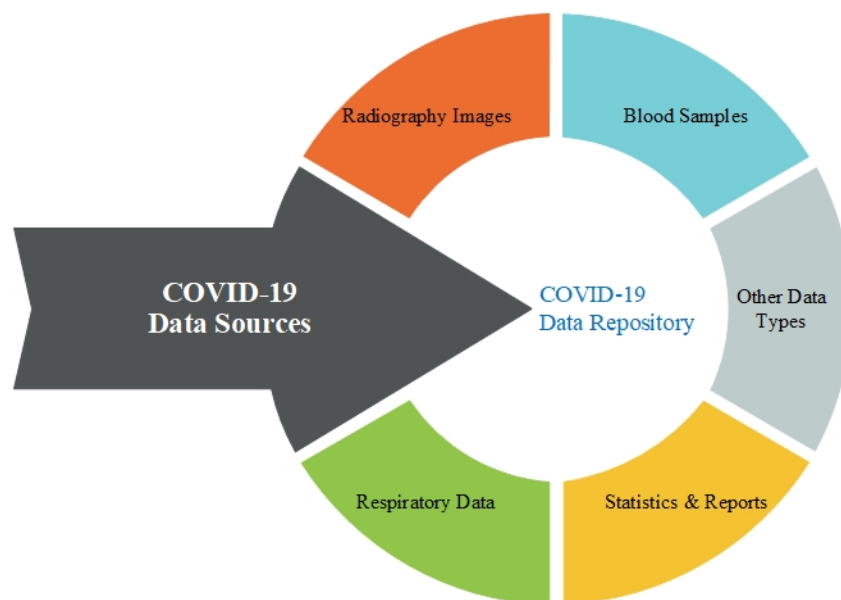 Radiography Images
Blood Samples
COVID-19
Data Sources
COVID-19
Data Repository
Other Data
Types
Respiratory Data
Statistics & Reports